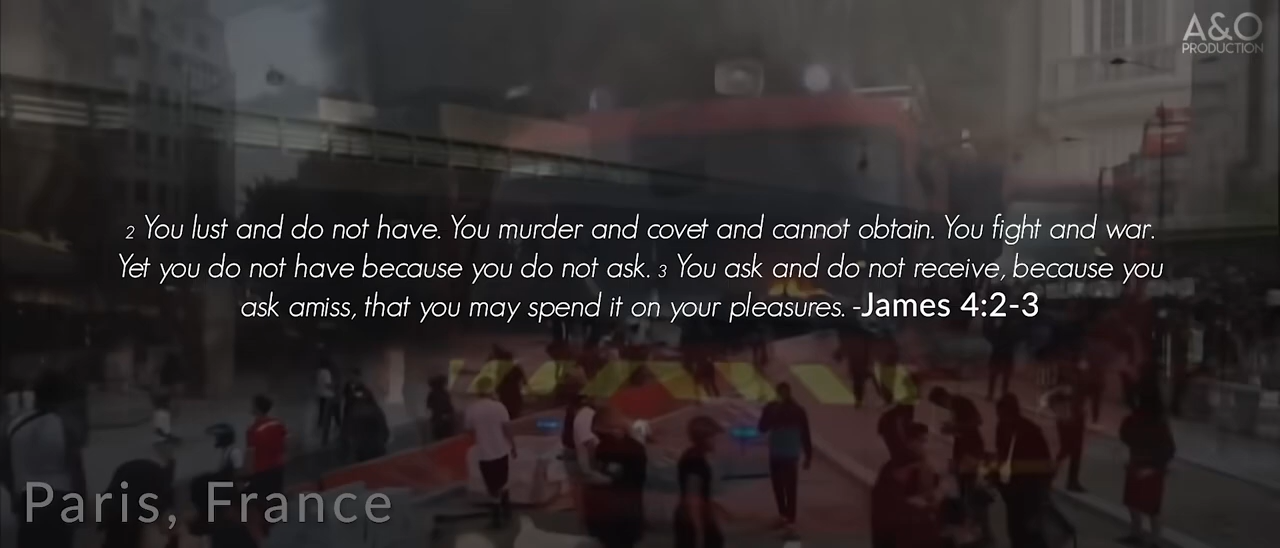 A&O
PRODUCTION
2 You lust and do not have. You murder and covet and cannot obtain. You fight and war.
Yet you do not have because you do not ask. 3 You ask and do not receive, because you
ask amiss, that you may spend it on your pleasures. -James 4:2-3
Paris, France